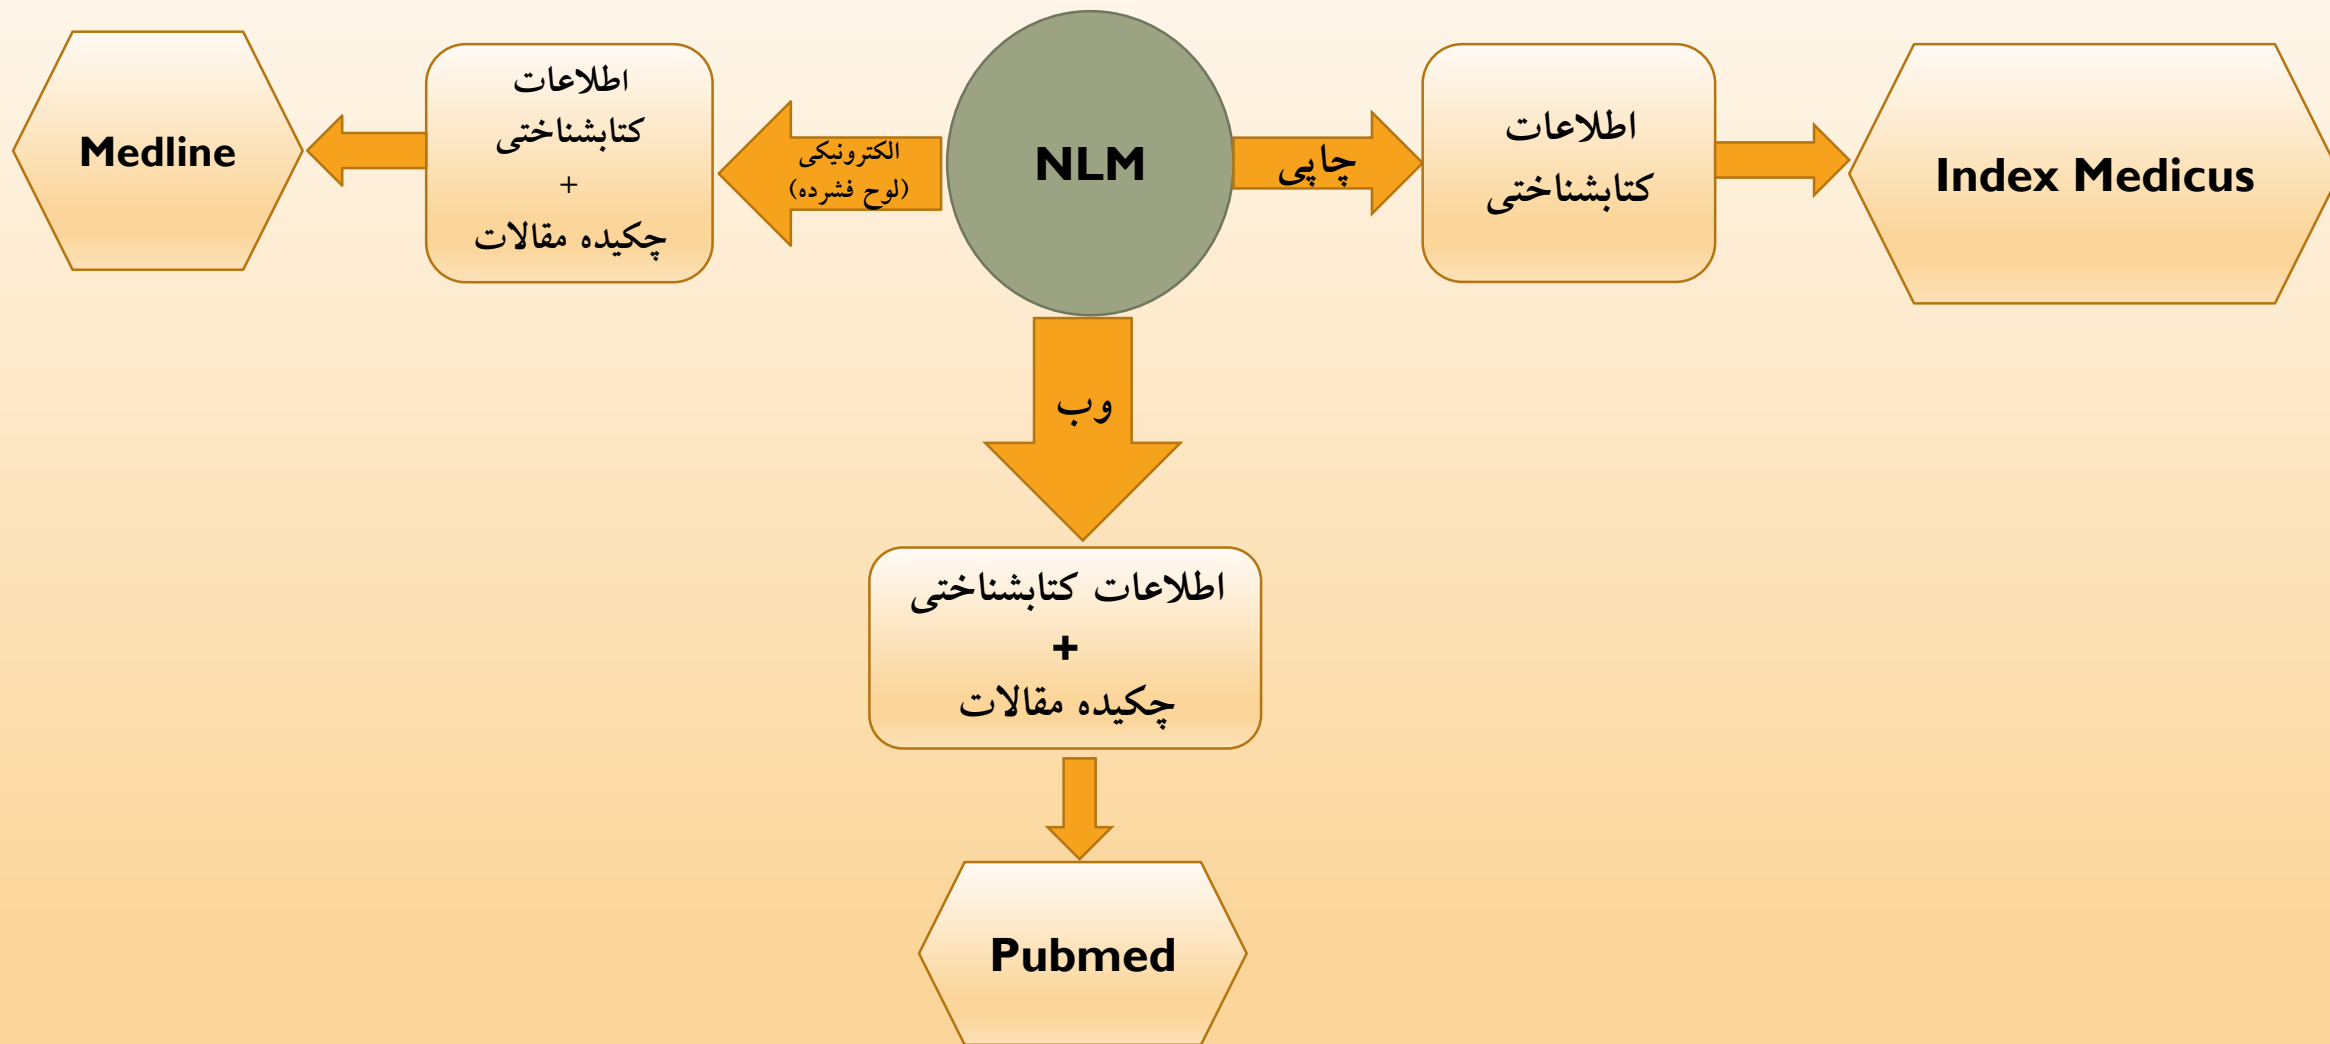 NLM
چاپی
اطلاعات
کتابشناختی
Index Medicus
الکترونیکی
(لوح فشرده)
اطلاعات
کتابشناختی
+
چکیده مقالات
Medline
وب
اطلاعات کتابشناختی
+
چکیده مقالات
Pubmed